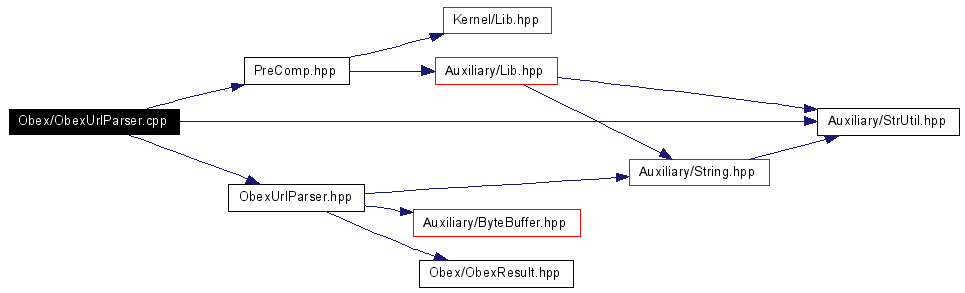 Kernel/Lib.hpp
PreComp.hpp
Auxiliary/Lib.hpp
Obex/ObexUrlParser.cpp
Auxiliary/StrUtil.hpp
Auxiliary/String.hpp
ObexUrlParser.hpp
Auxiliary/ByteBuffer.hpp
Obex/ObexResult.hpp